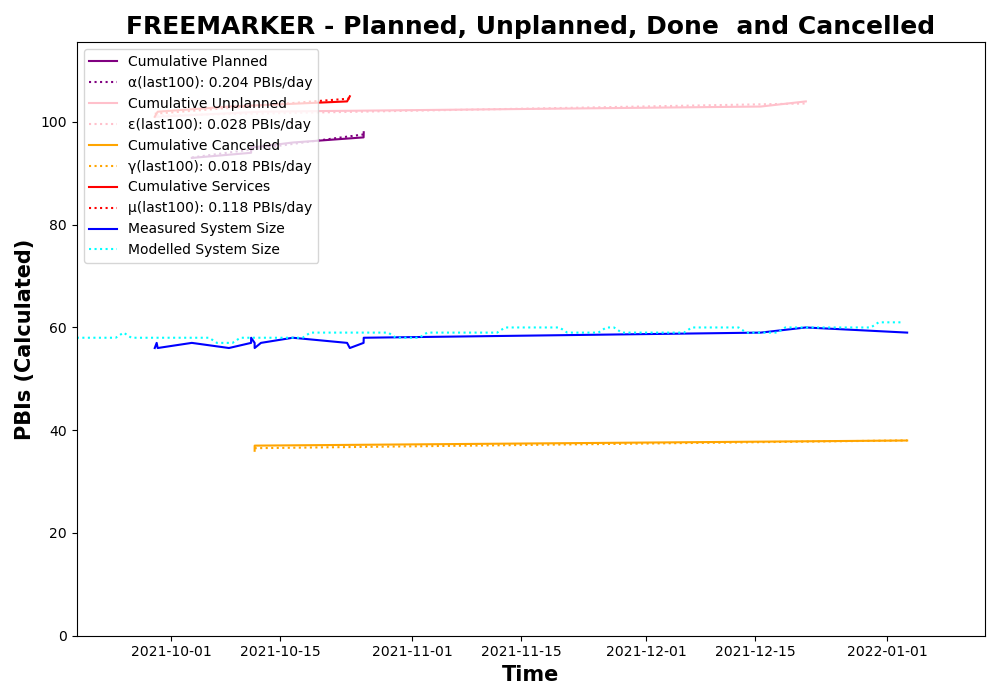 FREEMARKER - Planned, Unplanned, Done  and Cancelled
Cumulative Planned
α(last100): 0.204 PBIs/day
Cumulative Unplanned
ε(last100): 0.028 PBIs/day
Cumulative Cancelled
γ(last100): 0.018 PBIs/day
Cumulative Services
μ(last100): 0.118 PBIs/day
Measured System Size
Modelled System Size
PBIs (Calculated)
100
80
60
40
20
0
2021-10-01 2021-10-15 2021-11-01 2021-11-15 2021-12-01 2021-12-15 2022-01-01
Time